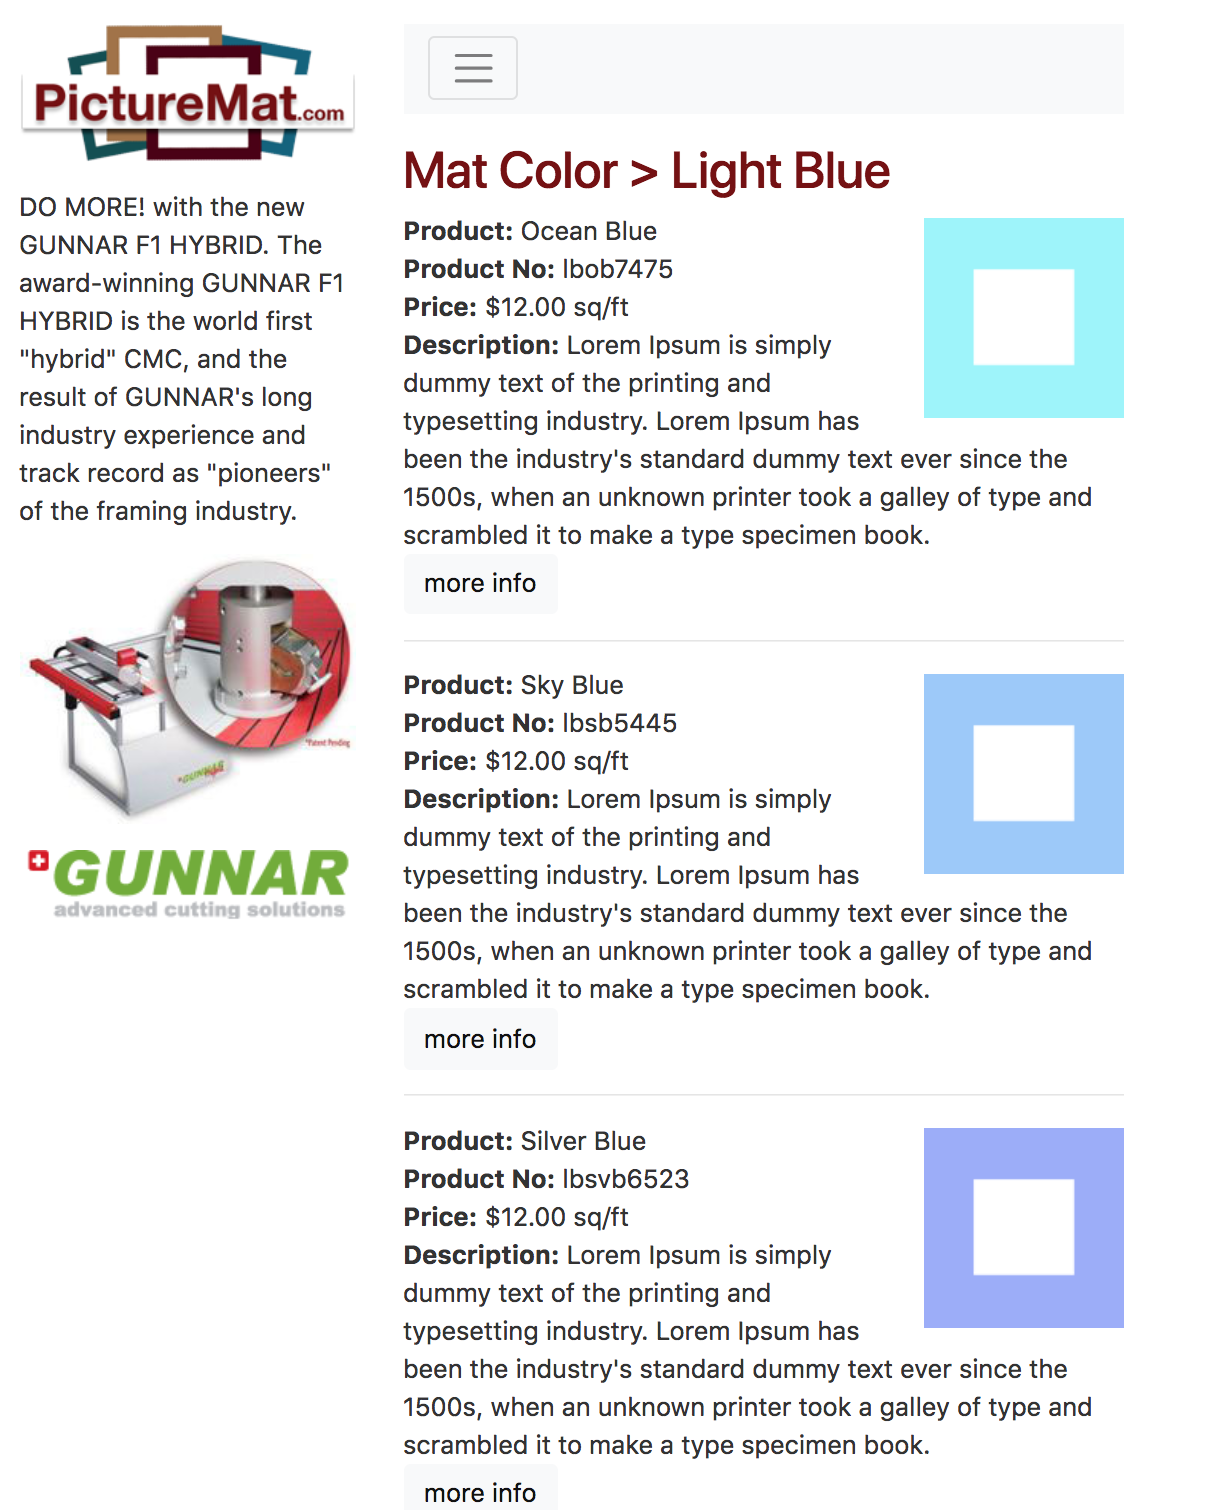 PictureMat.com
DO MORE! with the new
GUNNAR F1 HYBRID. The
award-winning GUNNAR F1
HYBRID is the world first
"hybrid" CMC, and the
result of GUNNAR's long
industry experience and
track record as "pioneers"
of the framing industry.
*Patent Pending
GUNNAR
GUNNAR
advanced cutting solutions
Mat Color > Light Blue
Product: Ocean Blue
Product No: lbob7475
Price: $12.00 sq/ft
Description: Lorem Ipsum is simply
dummy text of the printing and
typesetting industry. Lorem Ipsum has
been the industry's standard dummy text ever since the
1500s, when an unknown printer took a galley of type and
scrambled it to make a type specimen book.
more info
Product: Sky Blue
Product No: lbsb5445
Price: $12.00 sq/ft
Description: Lorem Ipsum is simply
dummy text of the printing and
typesetting industry. Lorem Ipsum has
been the industry's standard dummy text ever since the
1500s, when an unknown printer took a galley of type and
scrambled it to make a type specimen book.
more info
Product: Silver Blue
Product No: lbsvb6523
Price: $12.00 sq/ft
Description: Lorem Ipsum is simply
dummy text of the printing and
typesetting industry. Lorem Ipsum has
been the industry's standard dummy text ever since the
1500s, when an unknown printer took a galley of type and
scrambled it to make a type specimen book.
more info